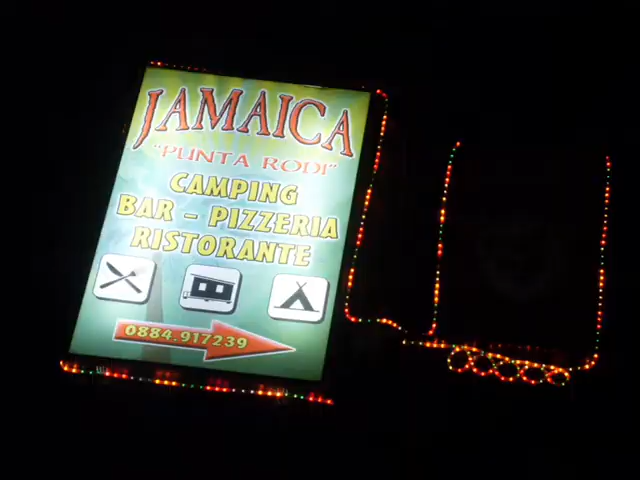 JAMAICA
"PUNTA RODI"
CAMPING
BAR - PIZZERIA
RISTORANTE
0884.917239